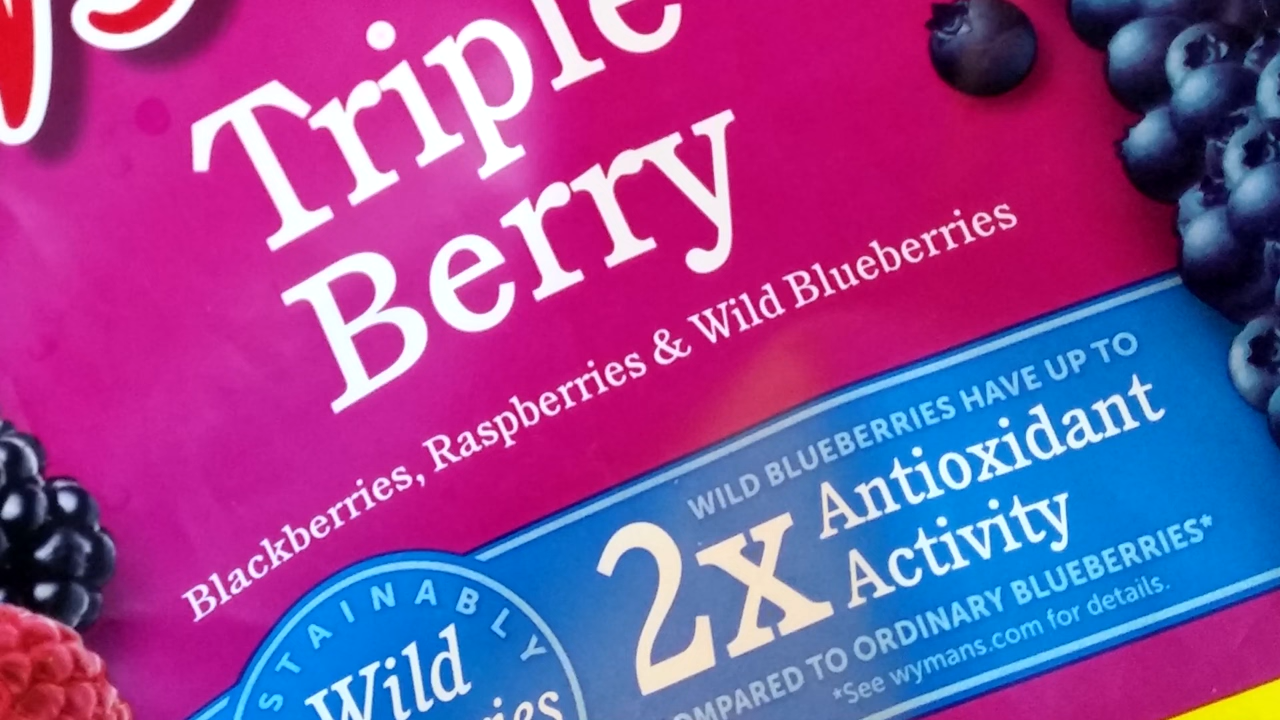 Triple
Berry
Blackberries, Raspberries & Wild Blueberries
WILD BLUEBERRIES HAVE UP TO
2x Antioxidant
Activity
COMPARED TO ORDINARY BLUEBERRIES*
*See wymans.com for details.
Wild